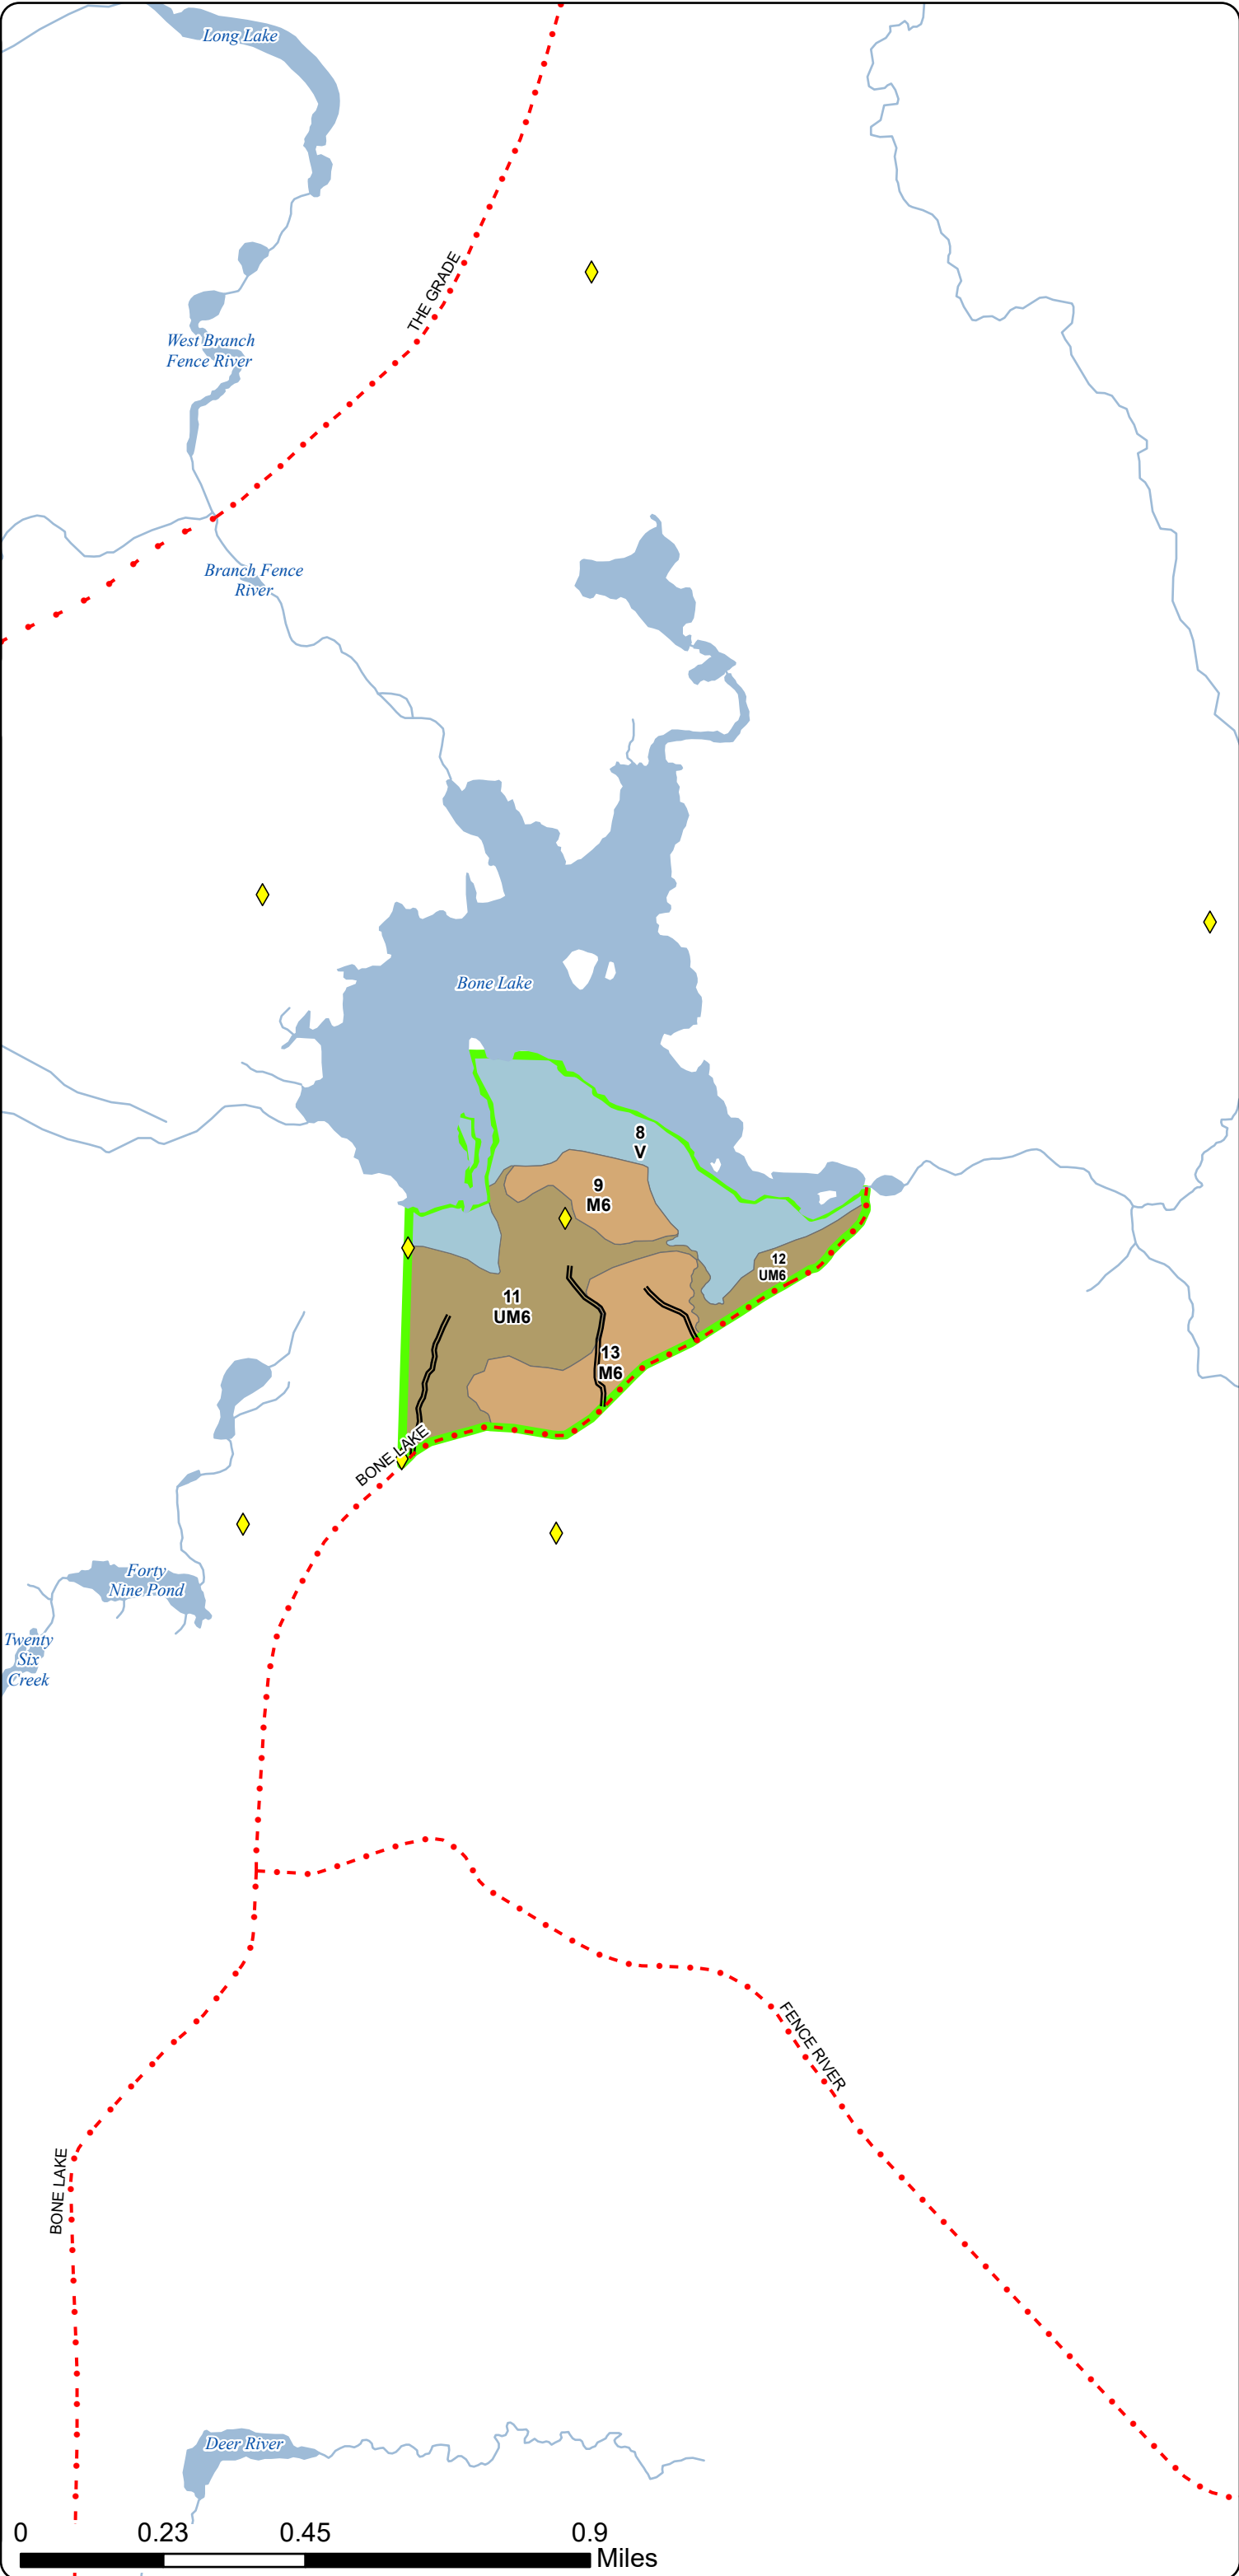 Long Lake
THE GRADE
West Branch
Fence River
Branch Fence
River
Bone Lake
8
V
9
M6
12
UM6
11
UM6
13
M6
BONE LAKE
Forty
Nine Pond
Twenty
Six
Creek
FENCE RIVER
BONE LAKE
Deer River
0 0.23 0.45 0.9
Miles